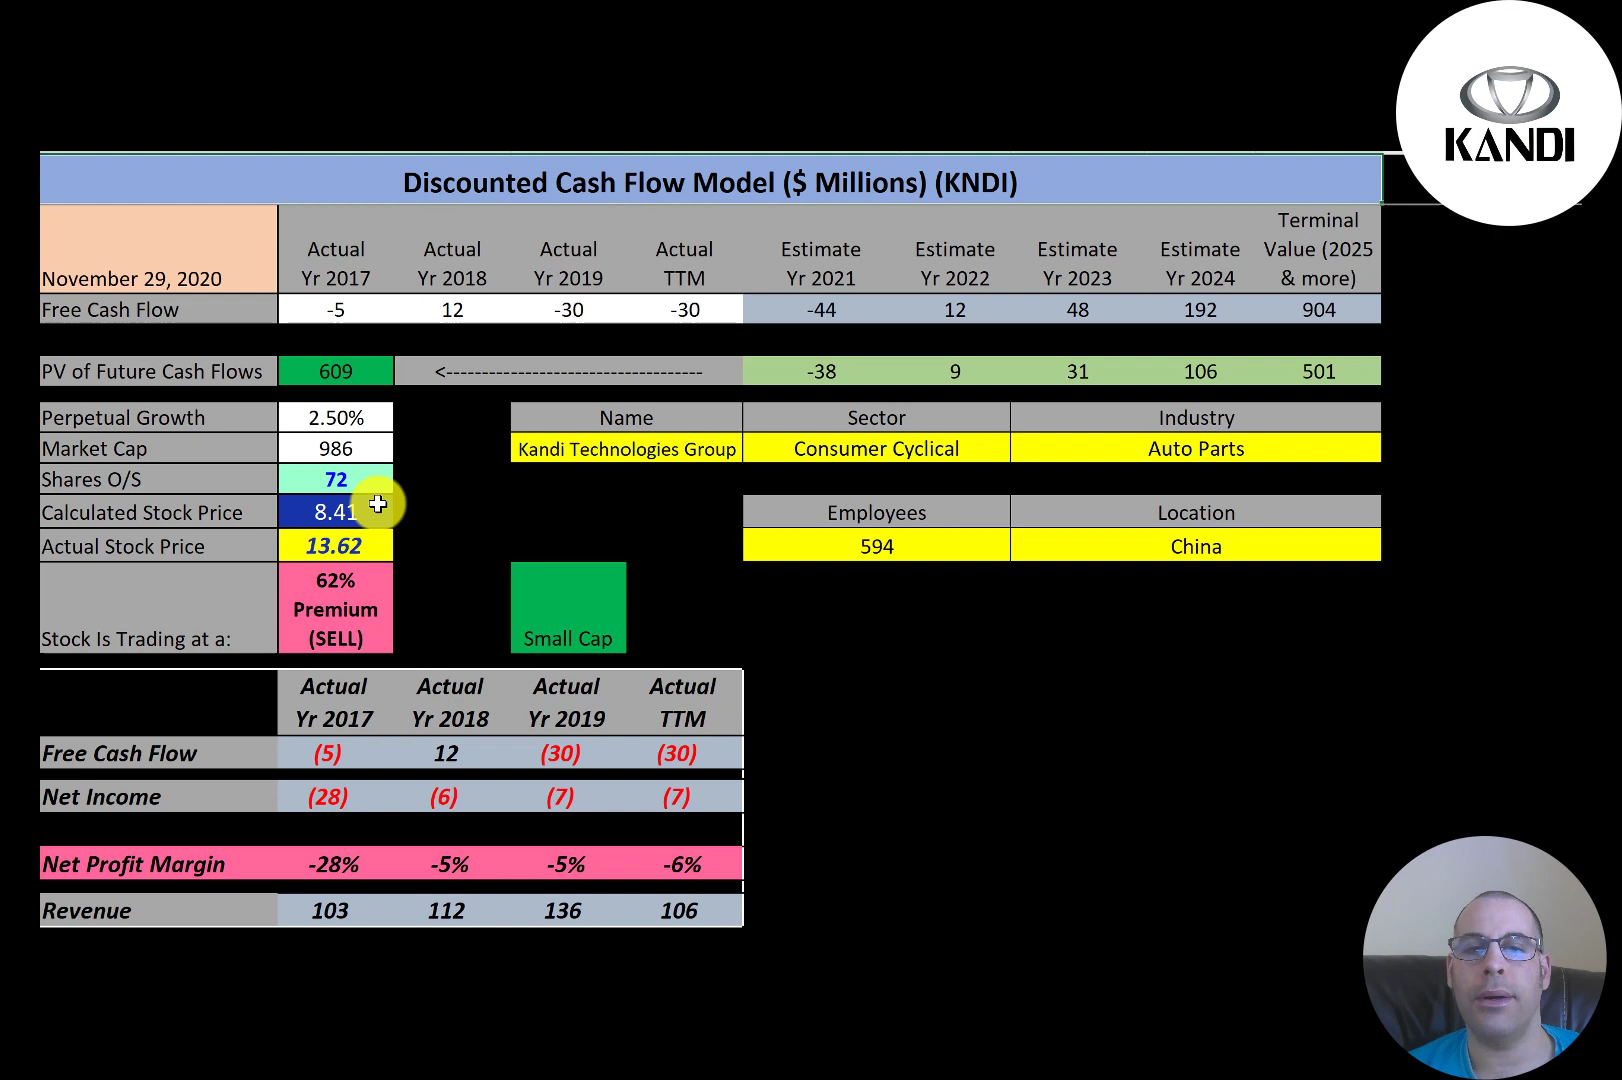 KANDI
Discounted Cash Flow Model ($ Millions) (KNDI)
November 29, 2020 Actual Yr 2017 Actual Yr 2018 Actual Yr 2019 Actual TTM Estimate Yr 2021 Estimate Yr 2022 Estimate Yr 2023 Estimate Yr 2024 Terminal Value (2025 & more)
Free Cash Flow -5 12 -30 -30 -44 12 48 192 904
PV of Future Cash Flows 609 <------------------------------------ -38 9 31 106 501
Perpetual Growth 2.50% Name Sector Industry
Market Cap 986 Kandi Technologies Group Consumer Cyclical Auto Parts
Shares O/S 72
Calculated Stock Price 8.41 Employees Location
Actual Stock Price 13.62 594 China
Stock Is Trading at a: 62% Premium (SELL) Small Cap
Actual Yr 2017 Actual Yr 2018 Actual Yr 2019 Actual TTM
Free Cash Flow (5) 12 (30) (30)
Net Income (28) (6) (7) (7)
Net Profit Margin -28% -5% -5% -6%
Revenue 103 112 136 106